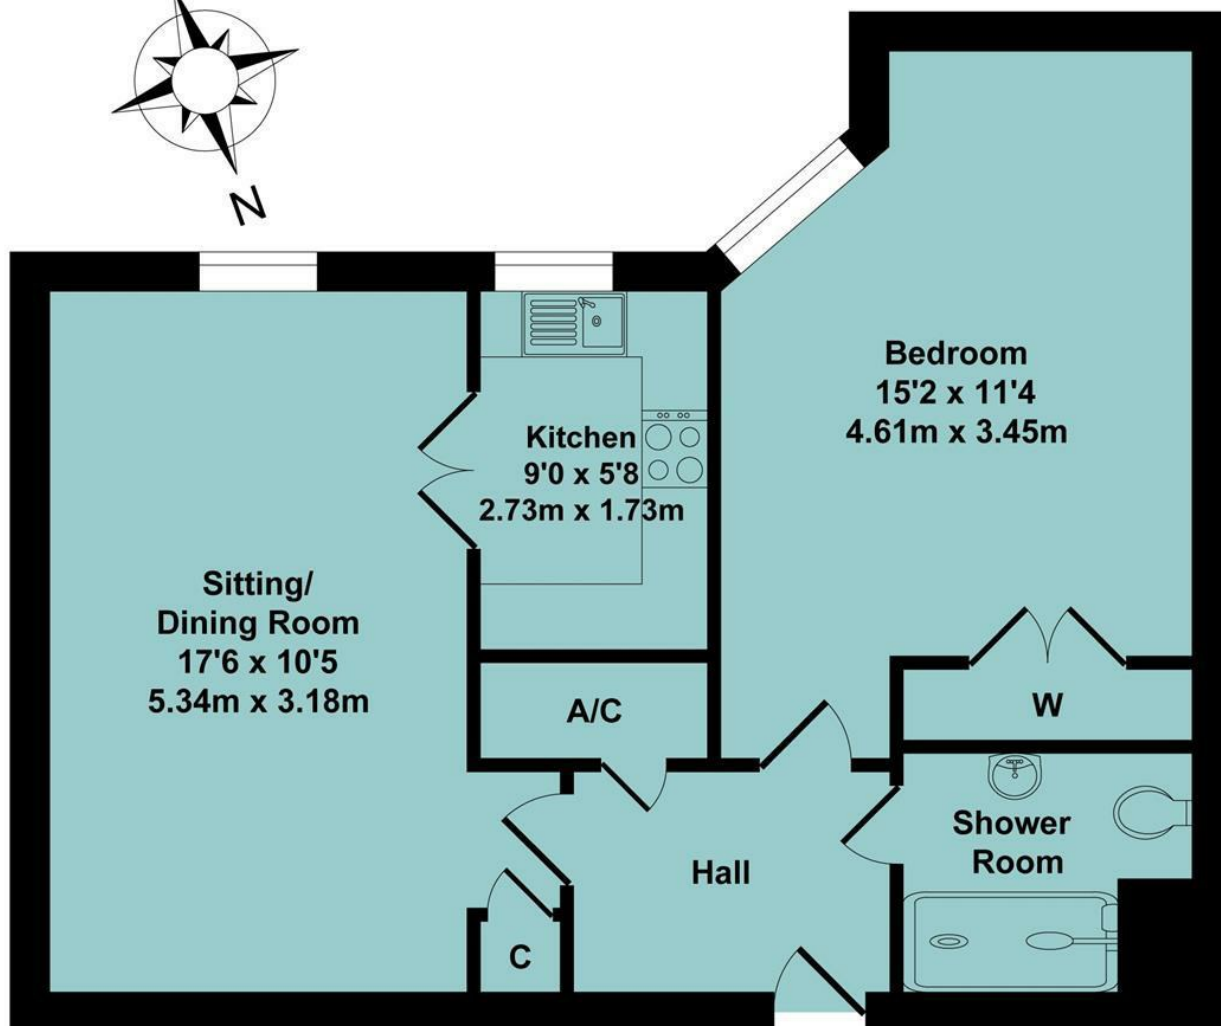 N
Bedroom
15'2 x 11'4
4.61m x 3.45m
Kitchen
9'0 x 5'8
2.73m x 1.73m
Sitting/
Dining Room
17'6 x 10'5
5.34m x 3.18m
A/C
W
Shower
Room
Hall
C